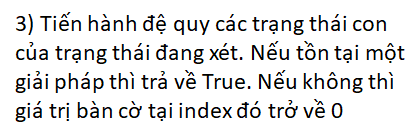 3) Tiến hành đệ quy các trạng thái con
của trạng thái đang xét. Nếu tồn tại một
giải pháp thì trả về True. Nếu không thì
giá trị bàn cờ tại index đó trở về 0